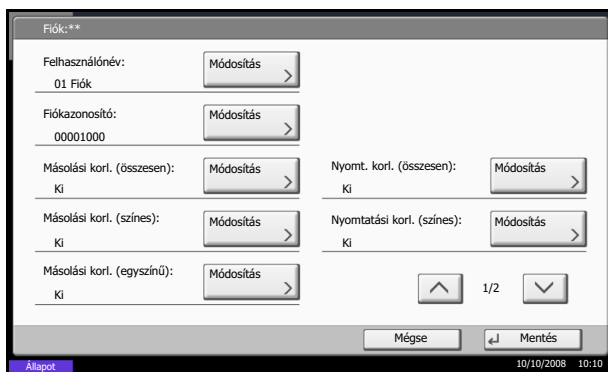 Fiók:**
Felhasználónév:
Módosítás
01 Fiók
Fiókazonosító:
Módosítás
00001000
Másolási korl. (összesen):
Módosítás
Ki
Nyomt. korl. (összesen):
Módosítás
Ki
Másolási korl. (színes):
Módosítás
Ki
Nyomtatási korl. (színes):
Módosítás
Ki
Másolási korl. (egyszínű):
Módosítás
Ki
1/2
Mégse
Mentés
Állapot
10/10/2008 10:10